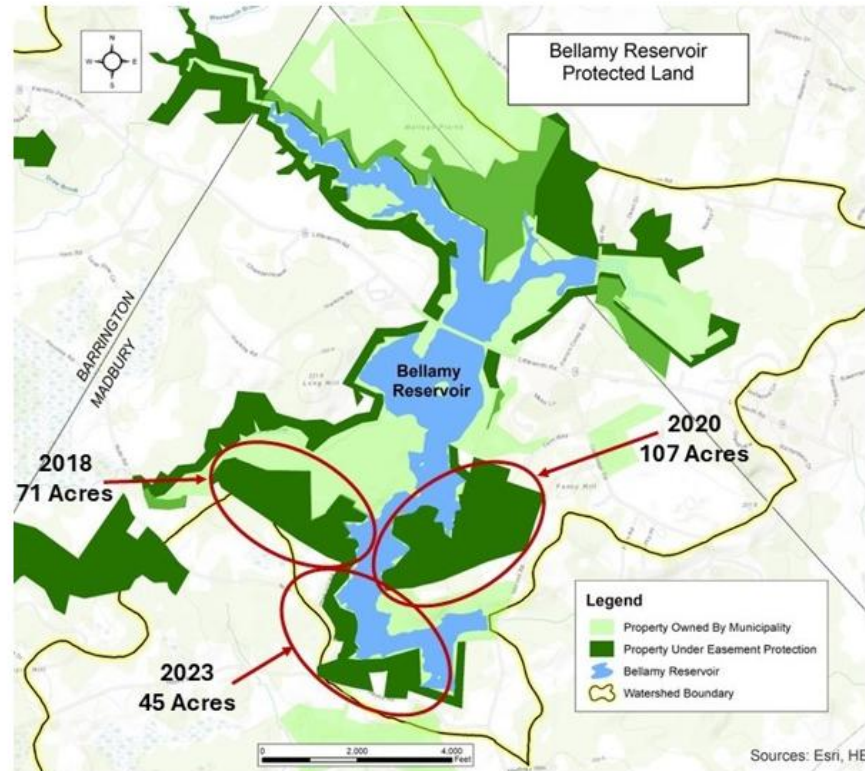 Bellamy Reservoir
Protected Land
N
W
E
S
BARRINGTON
MADBURY
Bellamy
Reservoir
Long Hill
2018
71 Acres
2020
107 Acres
2023
45 Acres
Legend
Property Owned By Municipality
Property Under Easement Protection
Bellamy Reservoir
Watershed Boundary
0
2,000
4,000
Feet
Sources: Esri, HE